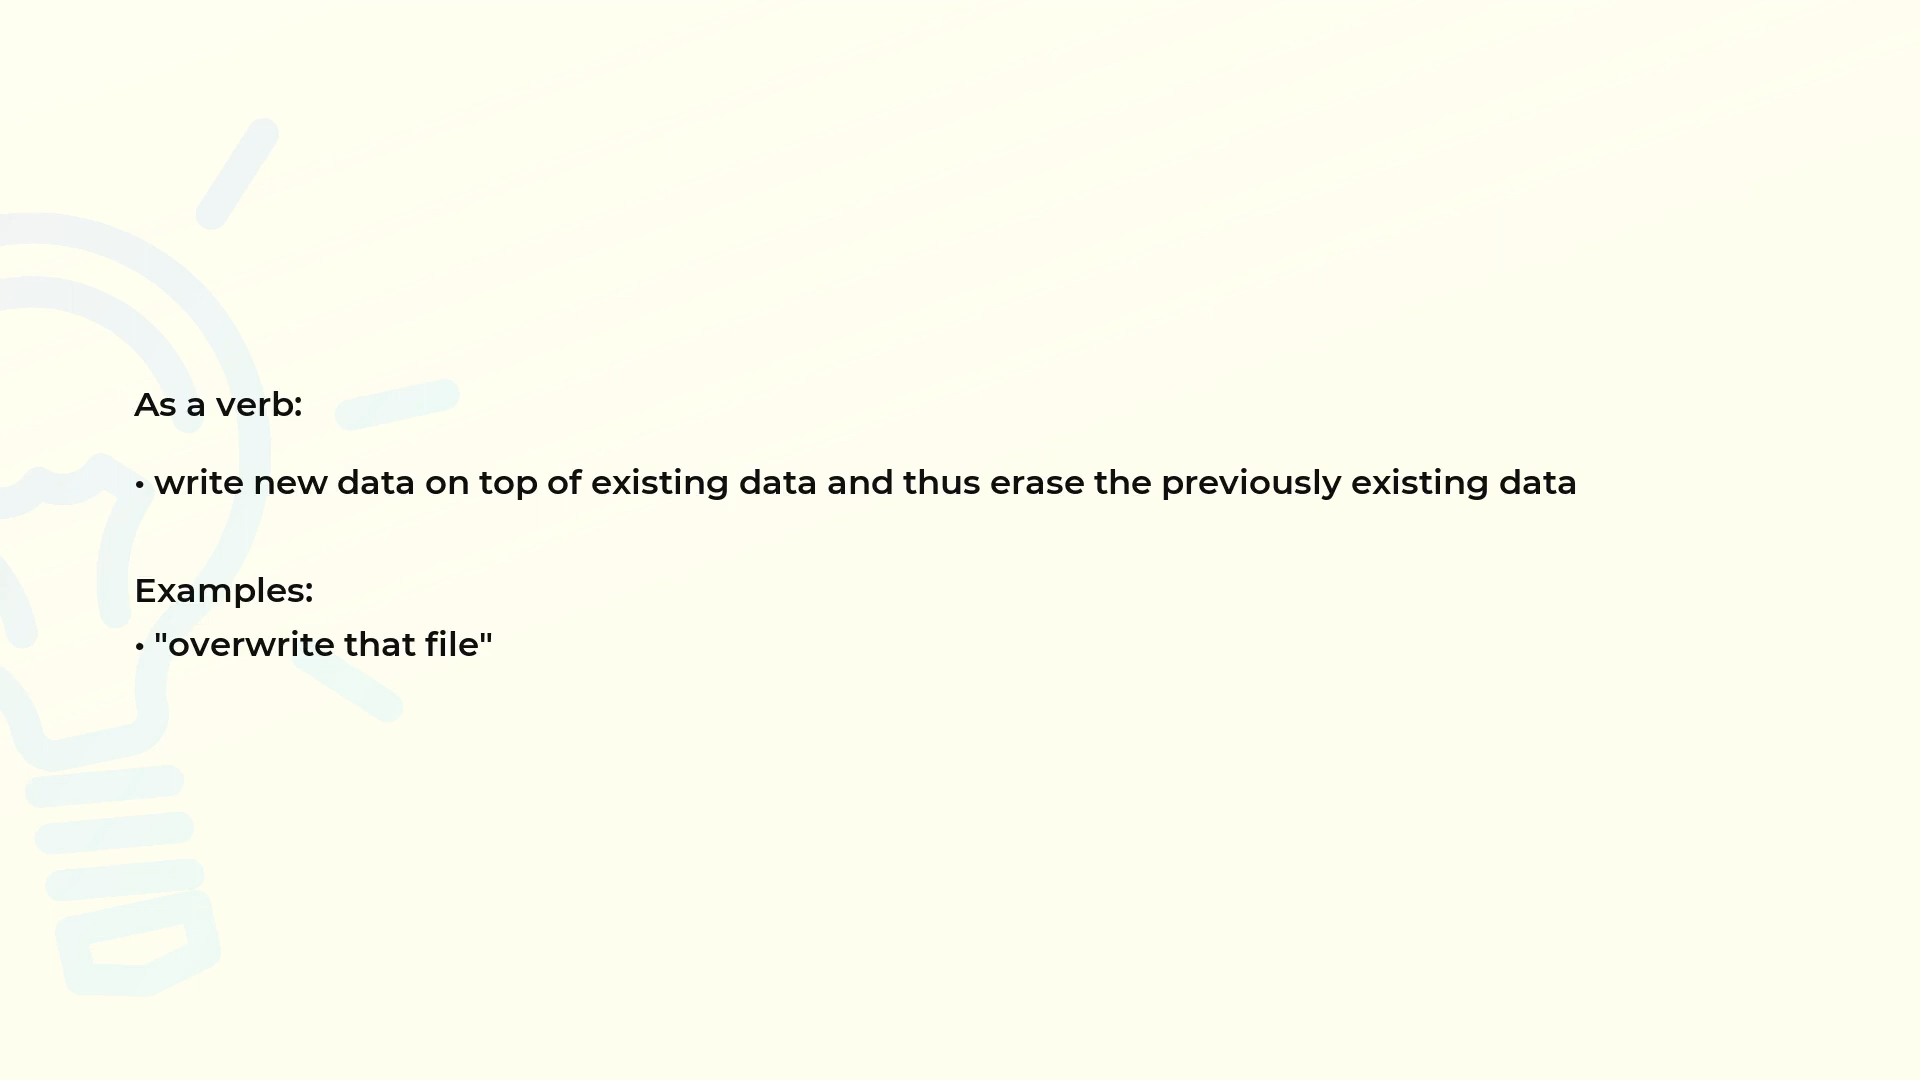 As a verb:
• write new data on top of existing data and thus erase the previously existing data
Examples:
• "overwrite that file"